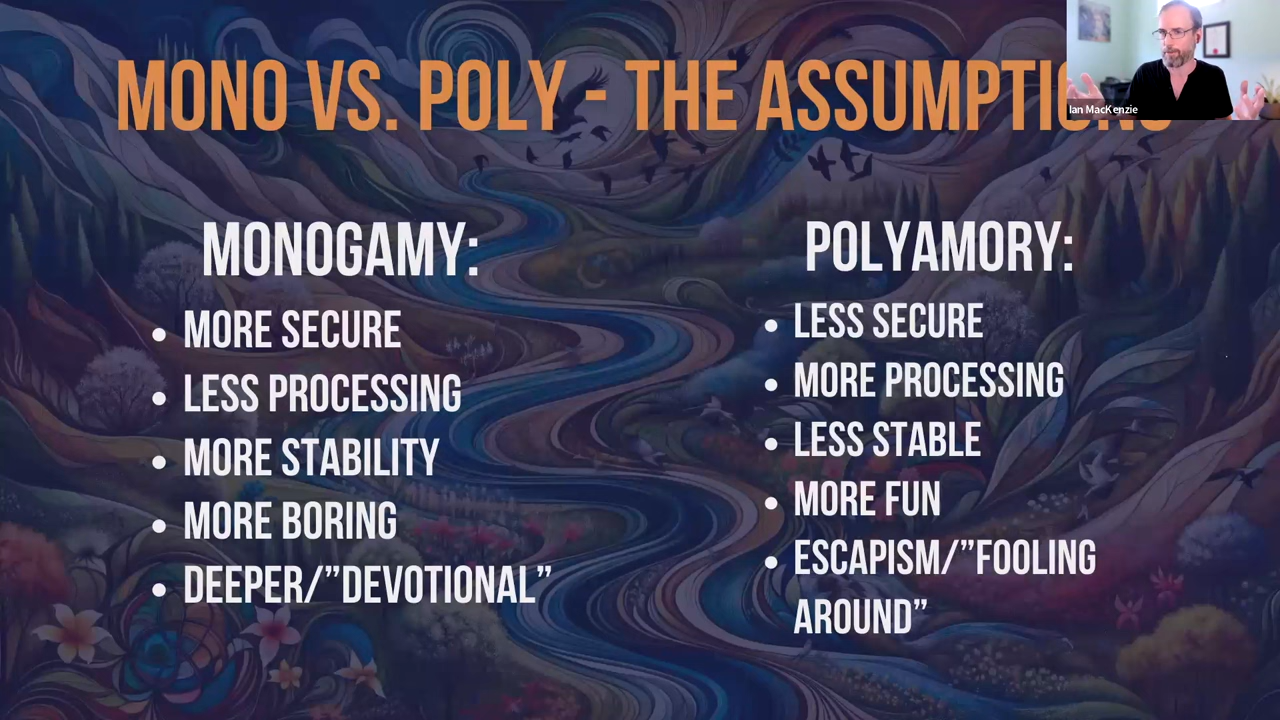 MONO VS. POLY - THE ASSUMPTIONS
Ian MacKenzie
MONOGAMY:
• MORE SECURE
• LESS PROCESSING
• MORE STABILITY
• MORE BORING
• DEEPER/”DEVOTIONAL”
POLYAMORY:
• LESS SECURE
• MORE PROCESSING
• LESS STABLE
• MORE FUN
• ESCAPISM/”FOOLING
AROUND”